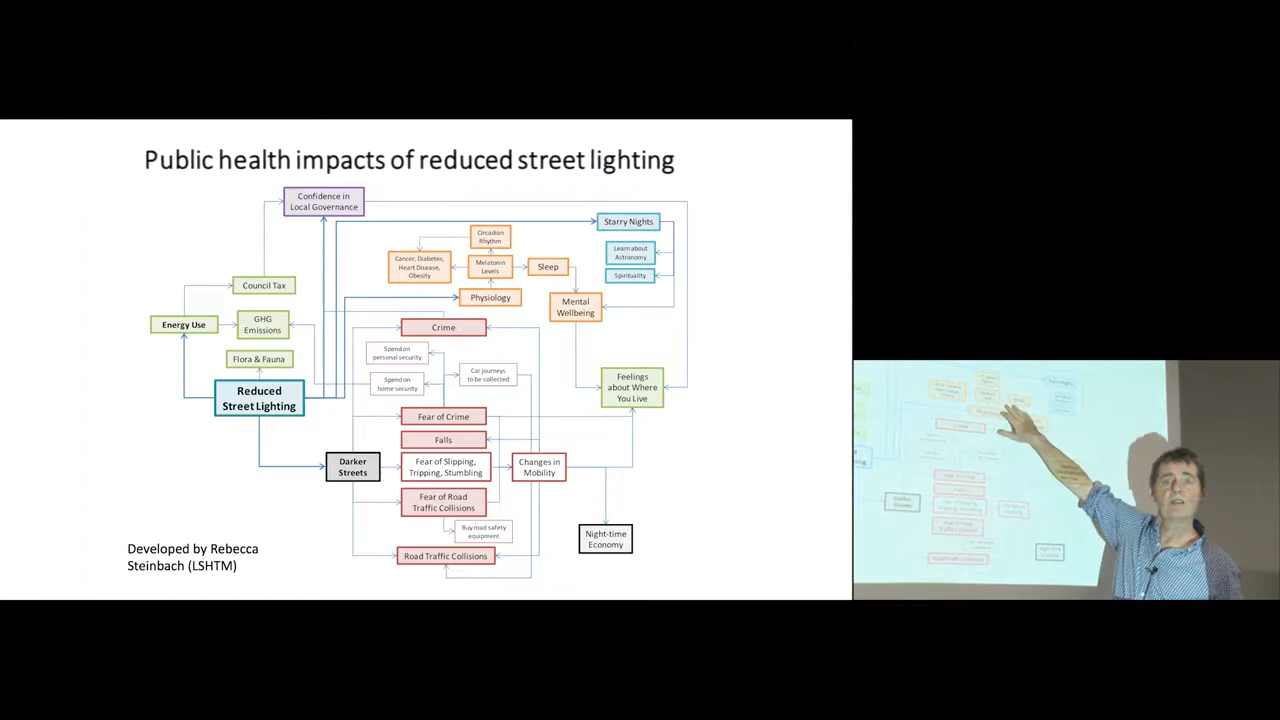 Public health impacts of reduced street lighting
Confidence in
Local Governance
Starry Nights
Circadian
Rhythm
Learn about
Astronomy
Cancer, Diabetes,
Heart Disease,
Obesity
Melatonin
Levels
Sleep
Spirituality
Council Tax
Physiology
Mental
Wellbeing
Energy Use
GHG
Emissions
Crime
Flora & Fauna
Spend on
personal security
Car journeys
to be collected
Spend on
home security
Feelings
about Where
You Live
Reduced
Street Lighting
Fear of Crime
Falls
Darker
Streets
Fear of Slipping,
Tripping, Stumbling
Changes in
Mobility
Fear of Road
Traffic Collisions
Buy road safety
equipment
Night-time
Economy
Road Traffic Collisions
Developed by Rebecca
Steinbach (LSHTM)
Darker
Streets